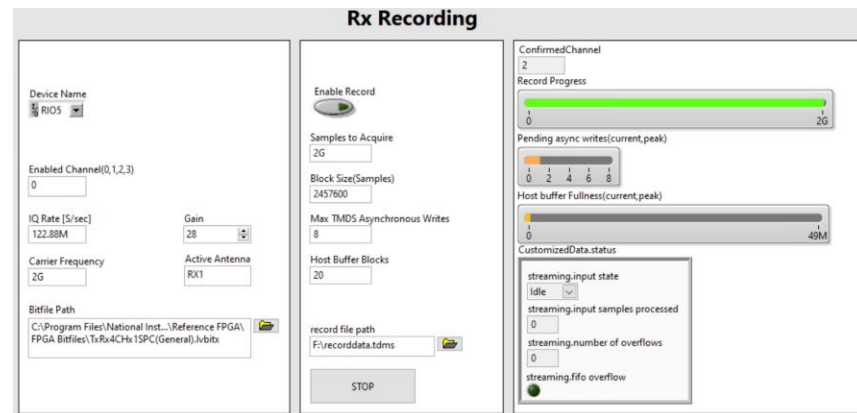 Rx Recording
Device Name
RIO5
Enabled Channel(0,1,2,3)
0
IQ Rate [S/sec]
122.88M
Gain
28
Carrier Frequency
2G
Active Antenna
RX1
Bitfile Path
C:\Program Files\National Inst...\Reference FPGA\
FPGA Bitfiles\TxRx4CHx1SPC(General).lvbitx
Enable Record
Samples to Acquire
2G
Block Size(Samples)
2457600
Max TMDS Asynchronous Writes
8
Host Buffer Blocks
20
record file path
F:\recorddata.tdms
STOP
ConfirmedChannel
2
Record Progress
0 2G
Pending async writes(current,peak)
0 2 4 6 8
Host buffer Fullness(current,peak)
0 49M
CustomizedData.status
streaming.input state
Idle
streaming.input samples processed
0
streaming.number of overflows
0
streaming.fifo overflow